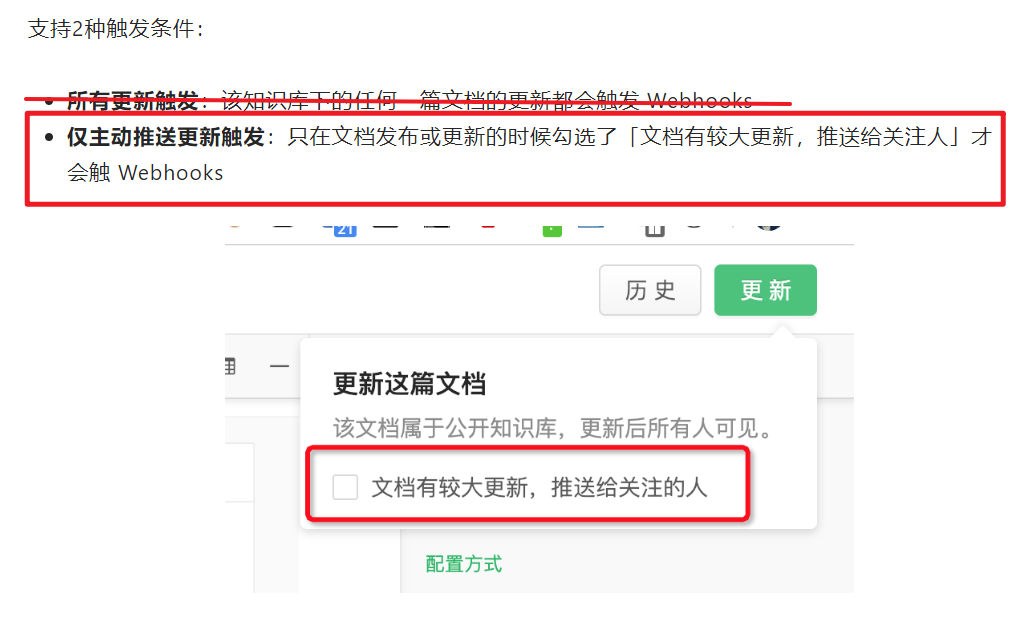 支持2种触发条件：
所有更新触发：该知识库下的任何一篇文档的更新都会触发 Webhooks
仅主动推送更新触发：只在文档发布或更新的时候勾选了「文档有较大更新，推送给关注人」才
会触 Webhooks
21
历史 更新
更新这篇文档
该文档属于公开知识库，更新后所有人可见。
文档有较大更新，推送给关注的人
配置方式